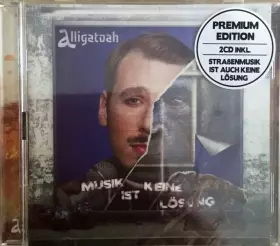 alligatoah
PREMIUM
EDITION
2CD INKL.
STRAßENMUSIK
IST AUCH KEINE
LÖSUNG
MUSIK KEINE
IST LÖSUNG